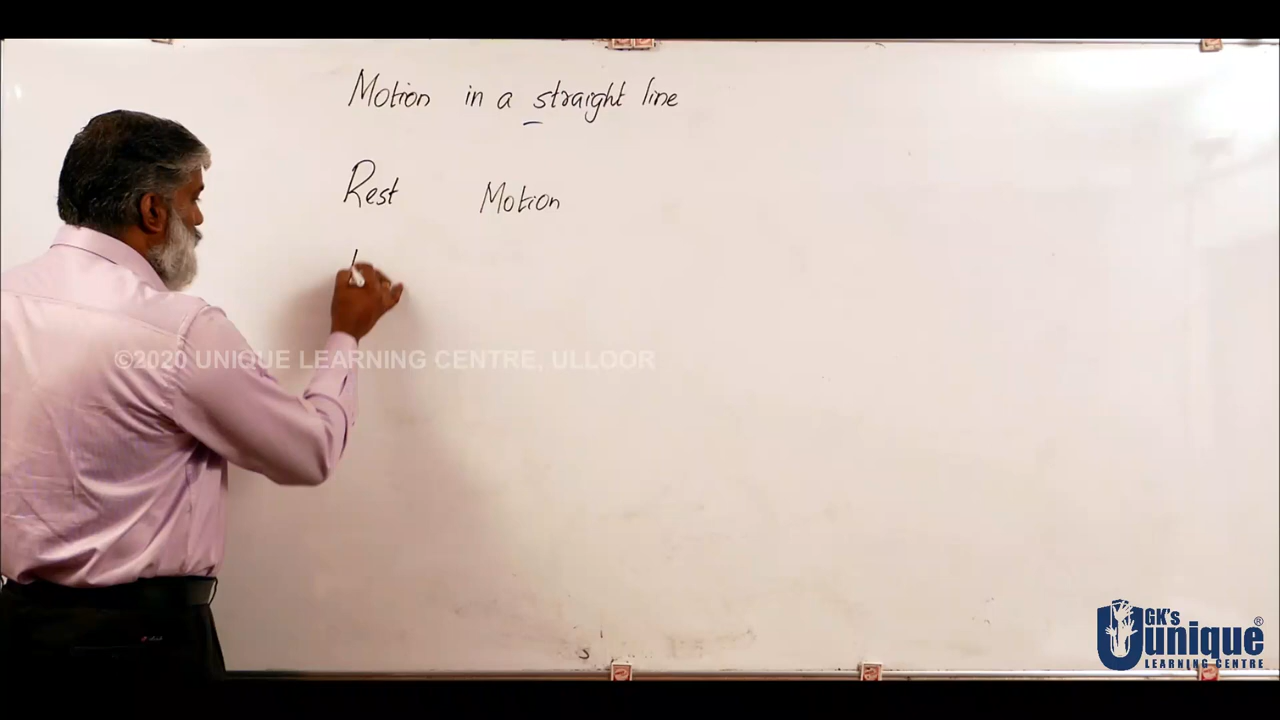 Motion in a straight line
Rest Motion
©2020 UNIQUE LEARNING CENTRE, ULLOOR
GK's
unique ®
LEARNING CENTRE